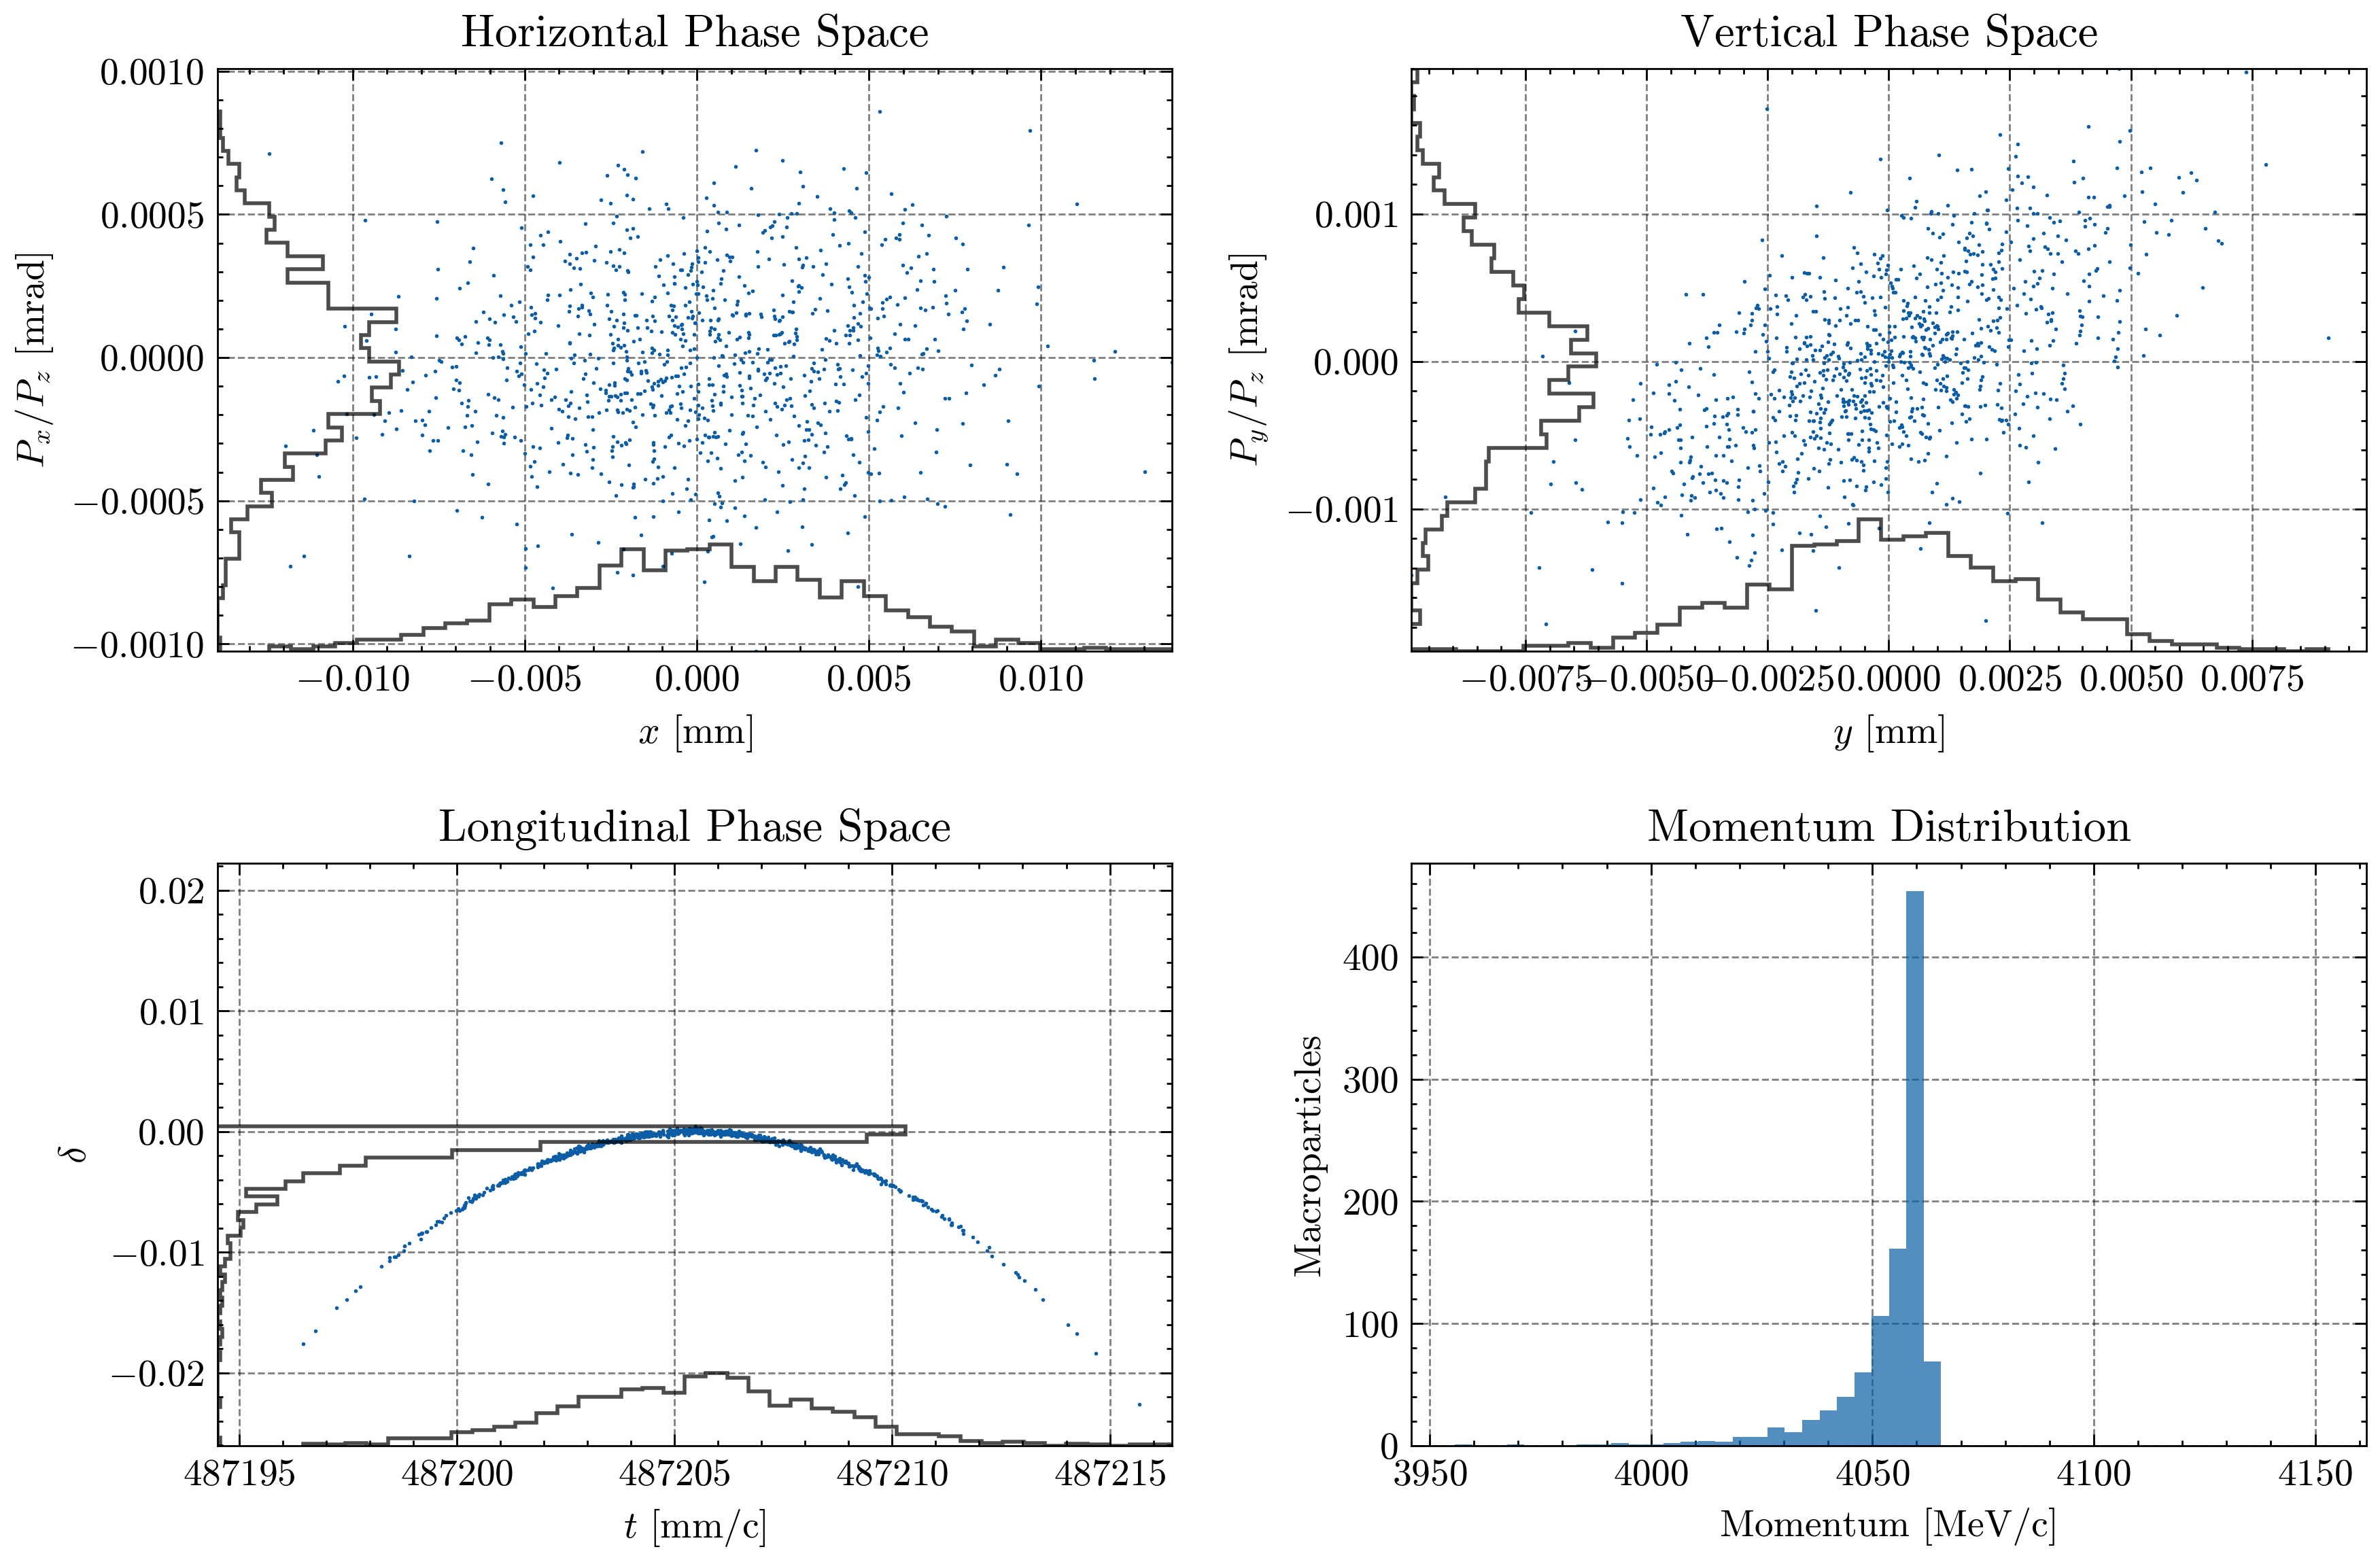 Horizontal Phase Space
0.0010
0.0005
0.0000
−0.0005
−0.0010
P_x/P_z [mrad]
−0.010 −0.005 0.000 0.005 0.010
x [mm]
Vertical Phase Space
0.001
0.000
−0.001
P_y/P_z [mrad]
−0.0075 −0.0050 −0.0025 0.0000 0.0025 0.0050 0.0075
y [mm]
Longitudinal Phase Space
0.02
0.01
0.00
−0.01
−0.02
δ
487195 487200 487205 487210 487215
t [mm/c]
Momentum Distribution
400
300
200
100
0
Macroparticles
3950 4000 4050 4100 4150
Momentum [MeV/c]